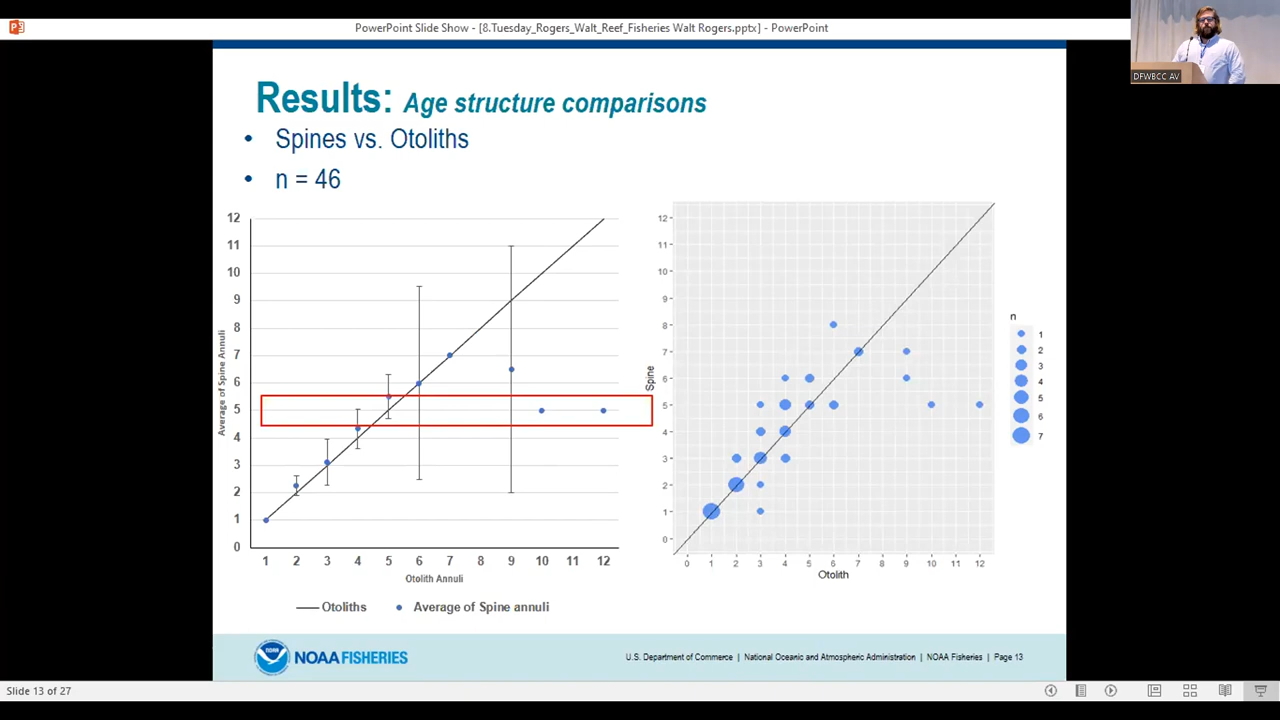 PowerPoint Slide Show - [8.Tuesday_Rogers_Walt_Reef_Fisheries Walt Rogers.pptx] - PowerPoint
DFWBCC AV
Results: Age structure comparisons
• Spines vs. Otoliths
• n = 46
12
11
10
9
8
7
6
5
4
3
2
1
0
Average of Spine Annuli
1 2 3 4 5 6 7 8 9 10 11 12
Otolith Annuli
Otoliths
Average of Spine annuli
12
11
10
9
8
7
6
5
4
3
2
1
0
Spine
0 1 2 3 4 5 6 7 8 9 10 11 12
Otolith
n
1
2
3
4
5
6
7
NOAA
NOAA FISHERIES
U.S. Department of Commerce | National Oceanic and Atmospheric Administration | NOAA Fisheries | Page 13
Slide 13 of 27